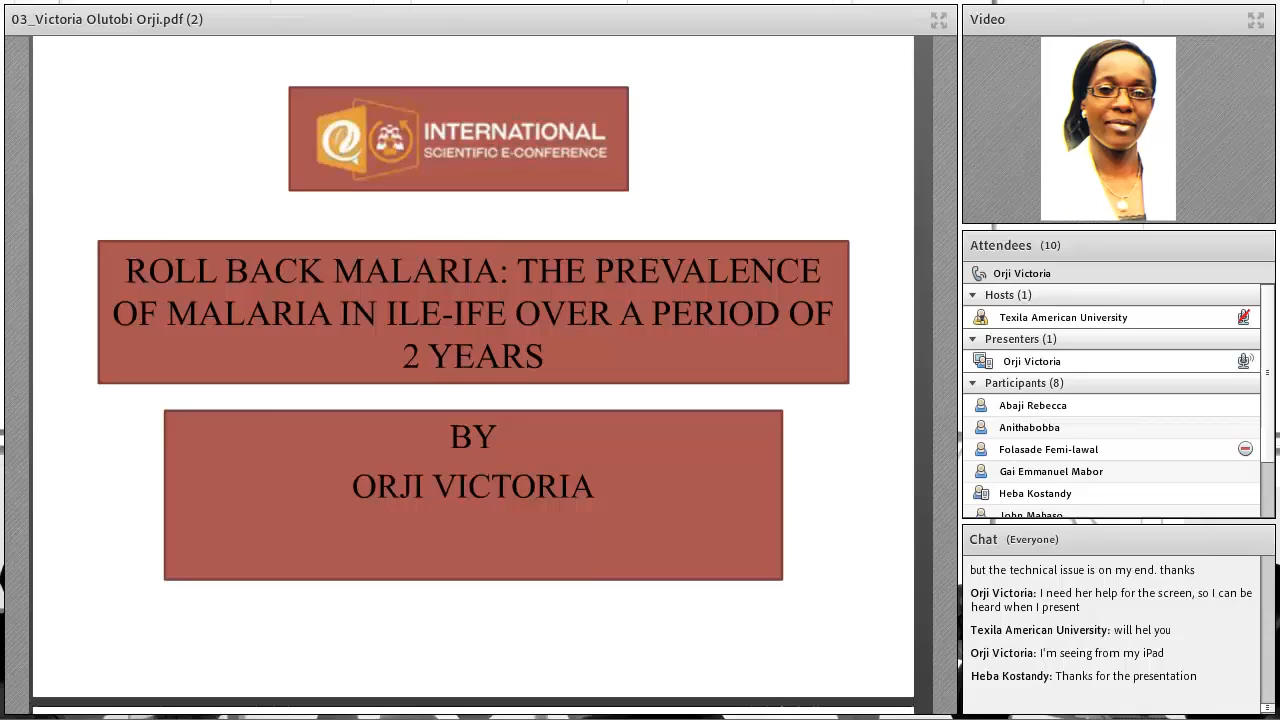 03_Victoria Olutobi Orji.pdf (2)
INTERNATIONAL
SCIENTIFIC E-CONFERENCE
ROLL BACK MALARIA: THE PREVALENCE
OF MALARIA IN ILE-IFE OVER A PERIOD OF
2 YEARS
BY
ORJI VICTORIA
Video
Attendees (10)
Orji Victoria
Hosts (1)
Texila American University
Presenters (1)
Orji Victoria
Participants (8)
Abaji Rebecca
Anithabobba
Folasade Femi-lawal
Gai Emmanuel Mabor
Heba Kostandy
John Mabaso
Chat (Everyone)
but the technical issue is on my end. thanks
Orji Victoria: I need her help for the screen, so I can be
heard when I present
Texila American University: will hel you
Orji Victoria: I'm seeing from my iPad
Heba Kostandy: Thanks for the presentation